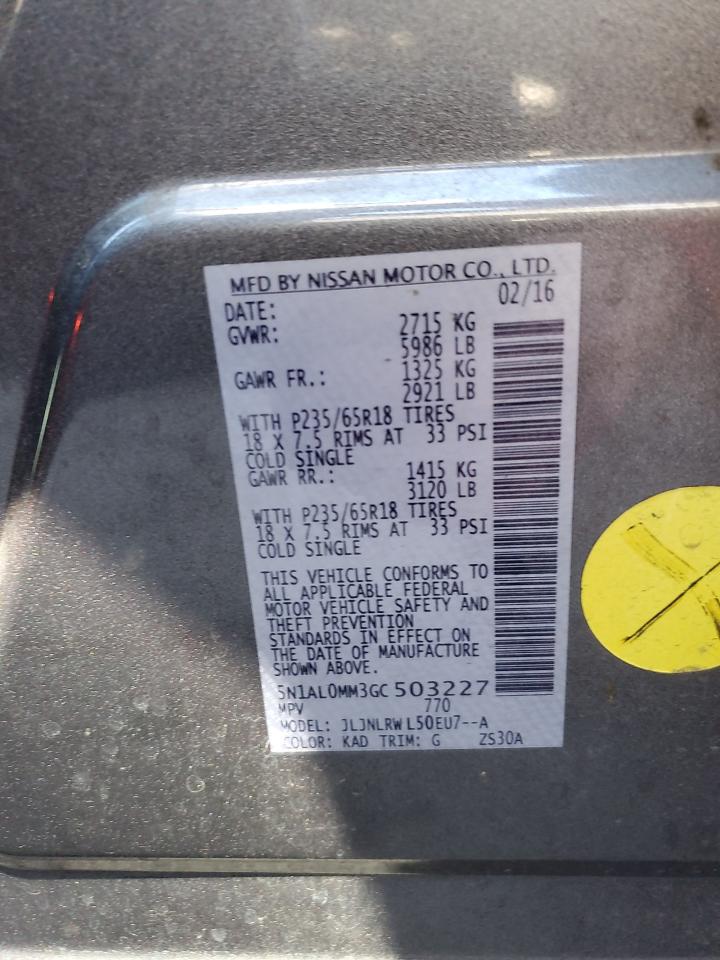 MFD BY NISSAN MOTOR CO., LTD.
DATE: 02/16
GVWR: 2715 KG
5986 LB
GAWR FR.: 1325 KG
2921 LB
WITH P235/65R18 TIRES
18 X 7.5 RIMS AT 33 PSI
COLD SINGLE
GAWR RR.: 1415 KG
3120 LB
WITH P235/65R18 TIRES
18 X 7.5 RIMS AT 33 PSI
COLD SINGLE
THIS VEHICLE CONFORMS TO
ALL APPLICABLE FEDERAL
MOTOR VEHICLE SAFETY AND
THEFT PREVENTION
STANDARDS IN EFFECT ON
THE DATE OF MANUFACTURE
SHOWN ABOVE.
5N1AL0MM3GC503227
MPV 770
MODEL: JLJNLRWL50EU7--A
COLOR: KAD TRIM: G ZS30A